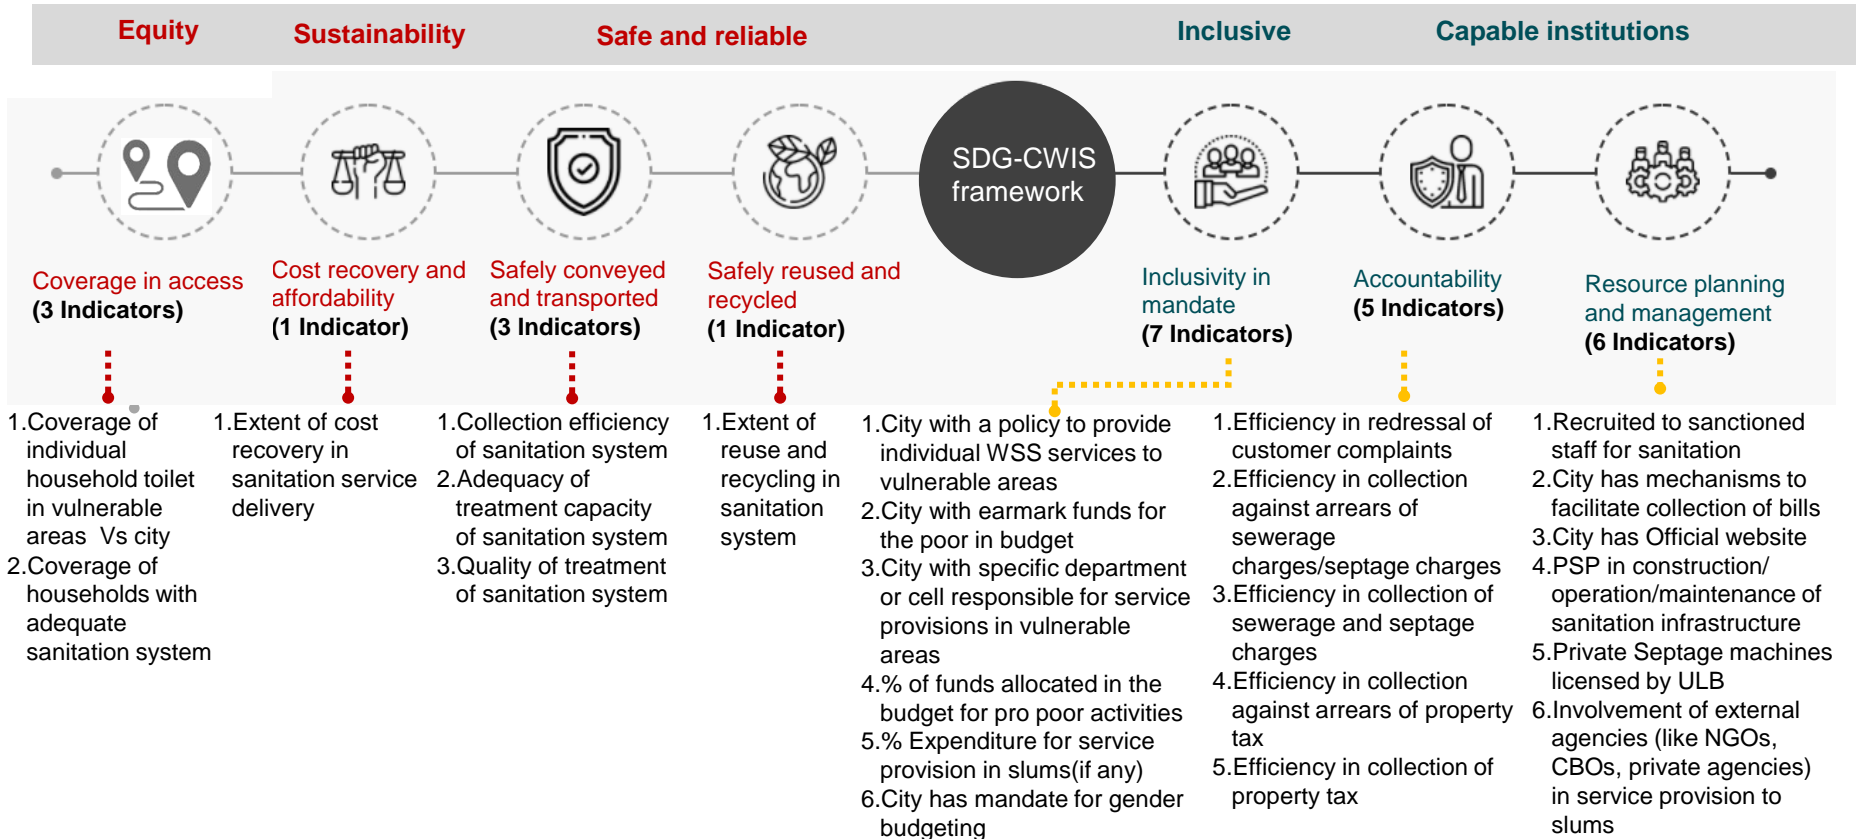 Equity
Sustainability
Safe and reliable
Inclusive
Capable institutions
SDG-CWIS
framework
Coverage in access
(3 Indicators)
Cost recovery and
affordability
(1 Indicator)
Safely conveyed
and transported
(3 Indicators)
Safely reused and
recycled
(1 Indicator)
Inclusivity in
mandate
(7 Indicators)
Accountability
(5 Indicators)
Resource planning
and management
(6 Indicators)
1.Coverage of
individual
household toilet
in vulnerable
areas Vs city
2.Coverage of
households with
adequate
sanitation system
1.Extent of cost
recovery in
sanitation service
delivery
1.Collection efficiency
of sanitation system
2.Adequacy of
treatment capacity
of sanitation system
3.Quality of treatment
of sanitation system
1.Extent of
reuse and
recycling in
sanitation
system
1.City with a policy to provide
individual WSS services to
vulnerable areas
2.City with earmark funds for
the poor in budget
3.City with specific department
or cell responsible for service
provisions in vulnerable
areas
4.% of funds allocated in the
budget for pro poor activities
5.% Expenditure for service
provision in slums(if any)
6.City has mandate for gender
budgeting
1.Efficiency in redressal of
customer complaints
2.Efficiency in collection
against arrears of
sewerage
charges/septage charges
3.Efficiency in collection of
sewerage and septage
charges
4.Efficiency in collection
against arrears of property
tax
5.Efficiency in collection of
property tax
1.Recruited to sanctioned
staff for sanitation
2.City has mechanisms to
facilitate collection of bills
3.City has Official website
4.PSP in construction/
operation/maintenance of
sanitation infrastructure
5.Private Septage machines
licensed by ULB
6.Involvement of external
agencies (like NGOs,
CBOs, private agencies)
in service provision to
slums